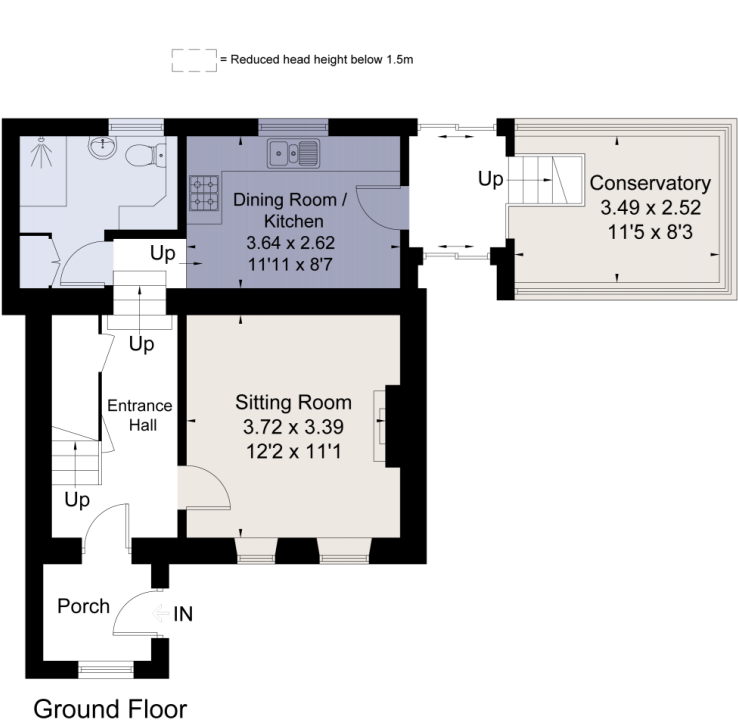 = Reduced head height below 1.5m
Up
Conservatory
3.49 x 2.52
11'5 x 8'3
Dining Room /
Kitchen
3.64 x 2.62
11'11 x 8'7
Up
Up
Entrance
Hall
Sitting Room
3.72 x 3.39
12'2 x 11'1
Up
Porch
IN
Ground Floor